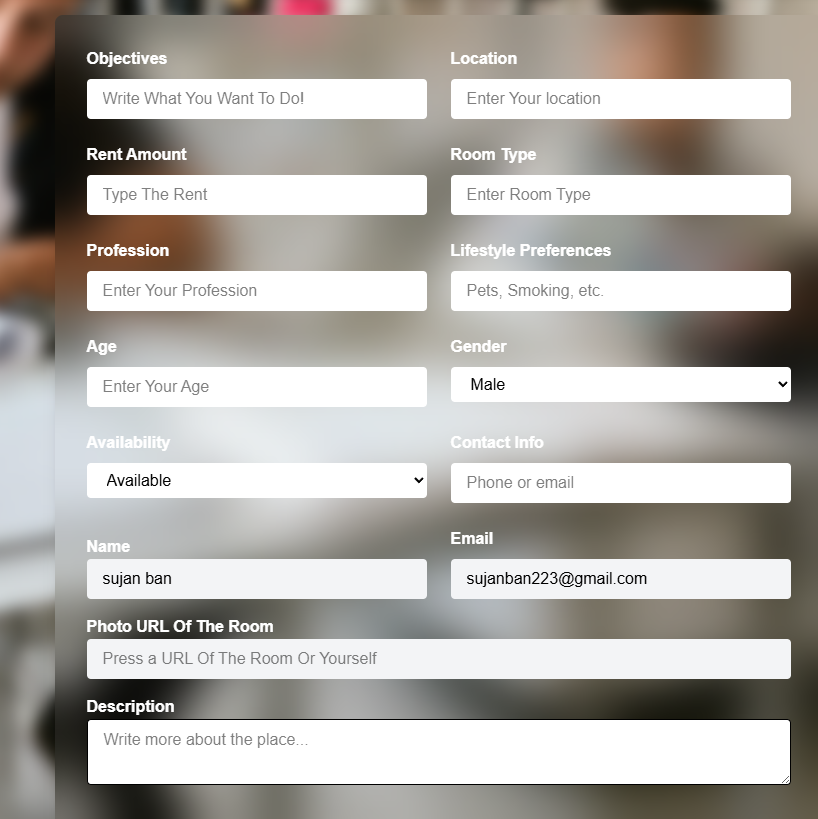 Objectives
Location
Write What You Want To Do!
Enter Your location
Rent Amount
Room Type
Type The Rent
Enter Room Type
Profession
Lifestyle Preferences
Enter Your Profession
Pets, Smoking, etc.
Age
Gender
Enter Your Age
Male
Availability
Contact Info
Available
Phone or email
Name
Email
sujan ban
sujanban223@gmail.com
Photo URL Of The Room
Press a URL Of The Room Or Yourself
Description
Write more about the place...